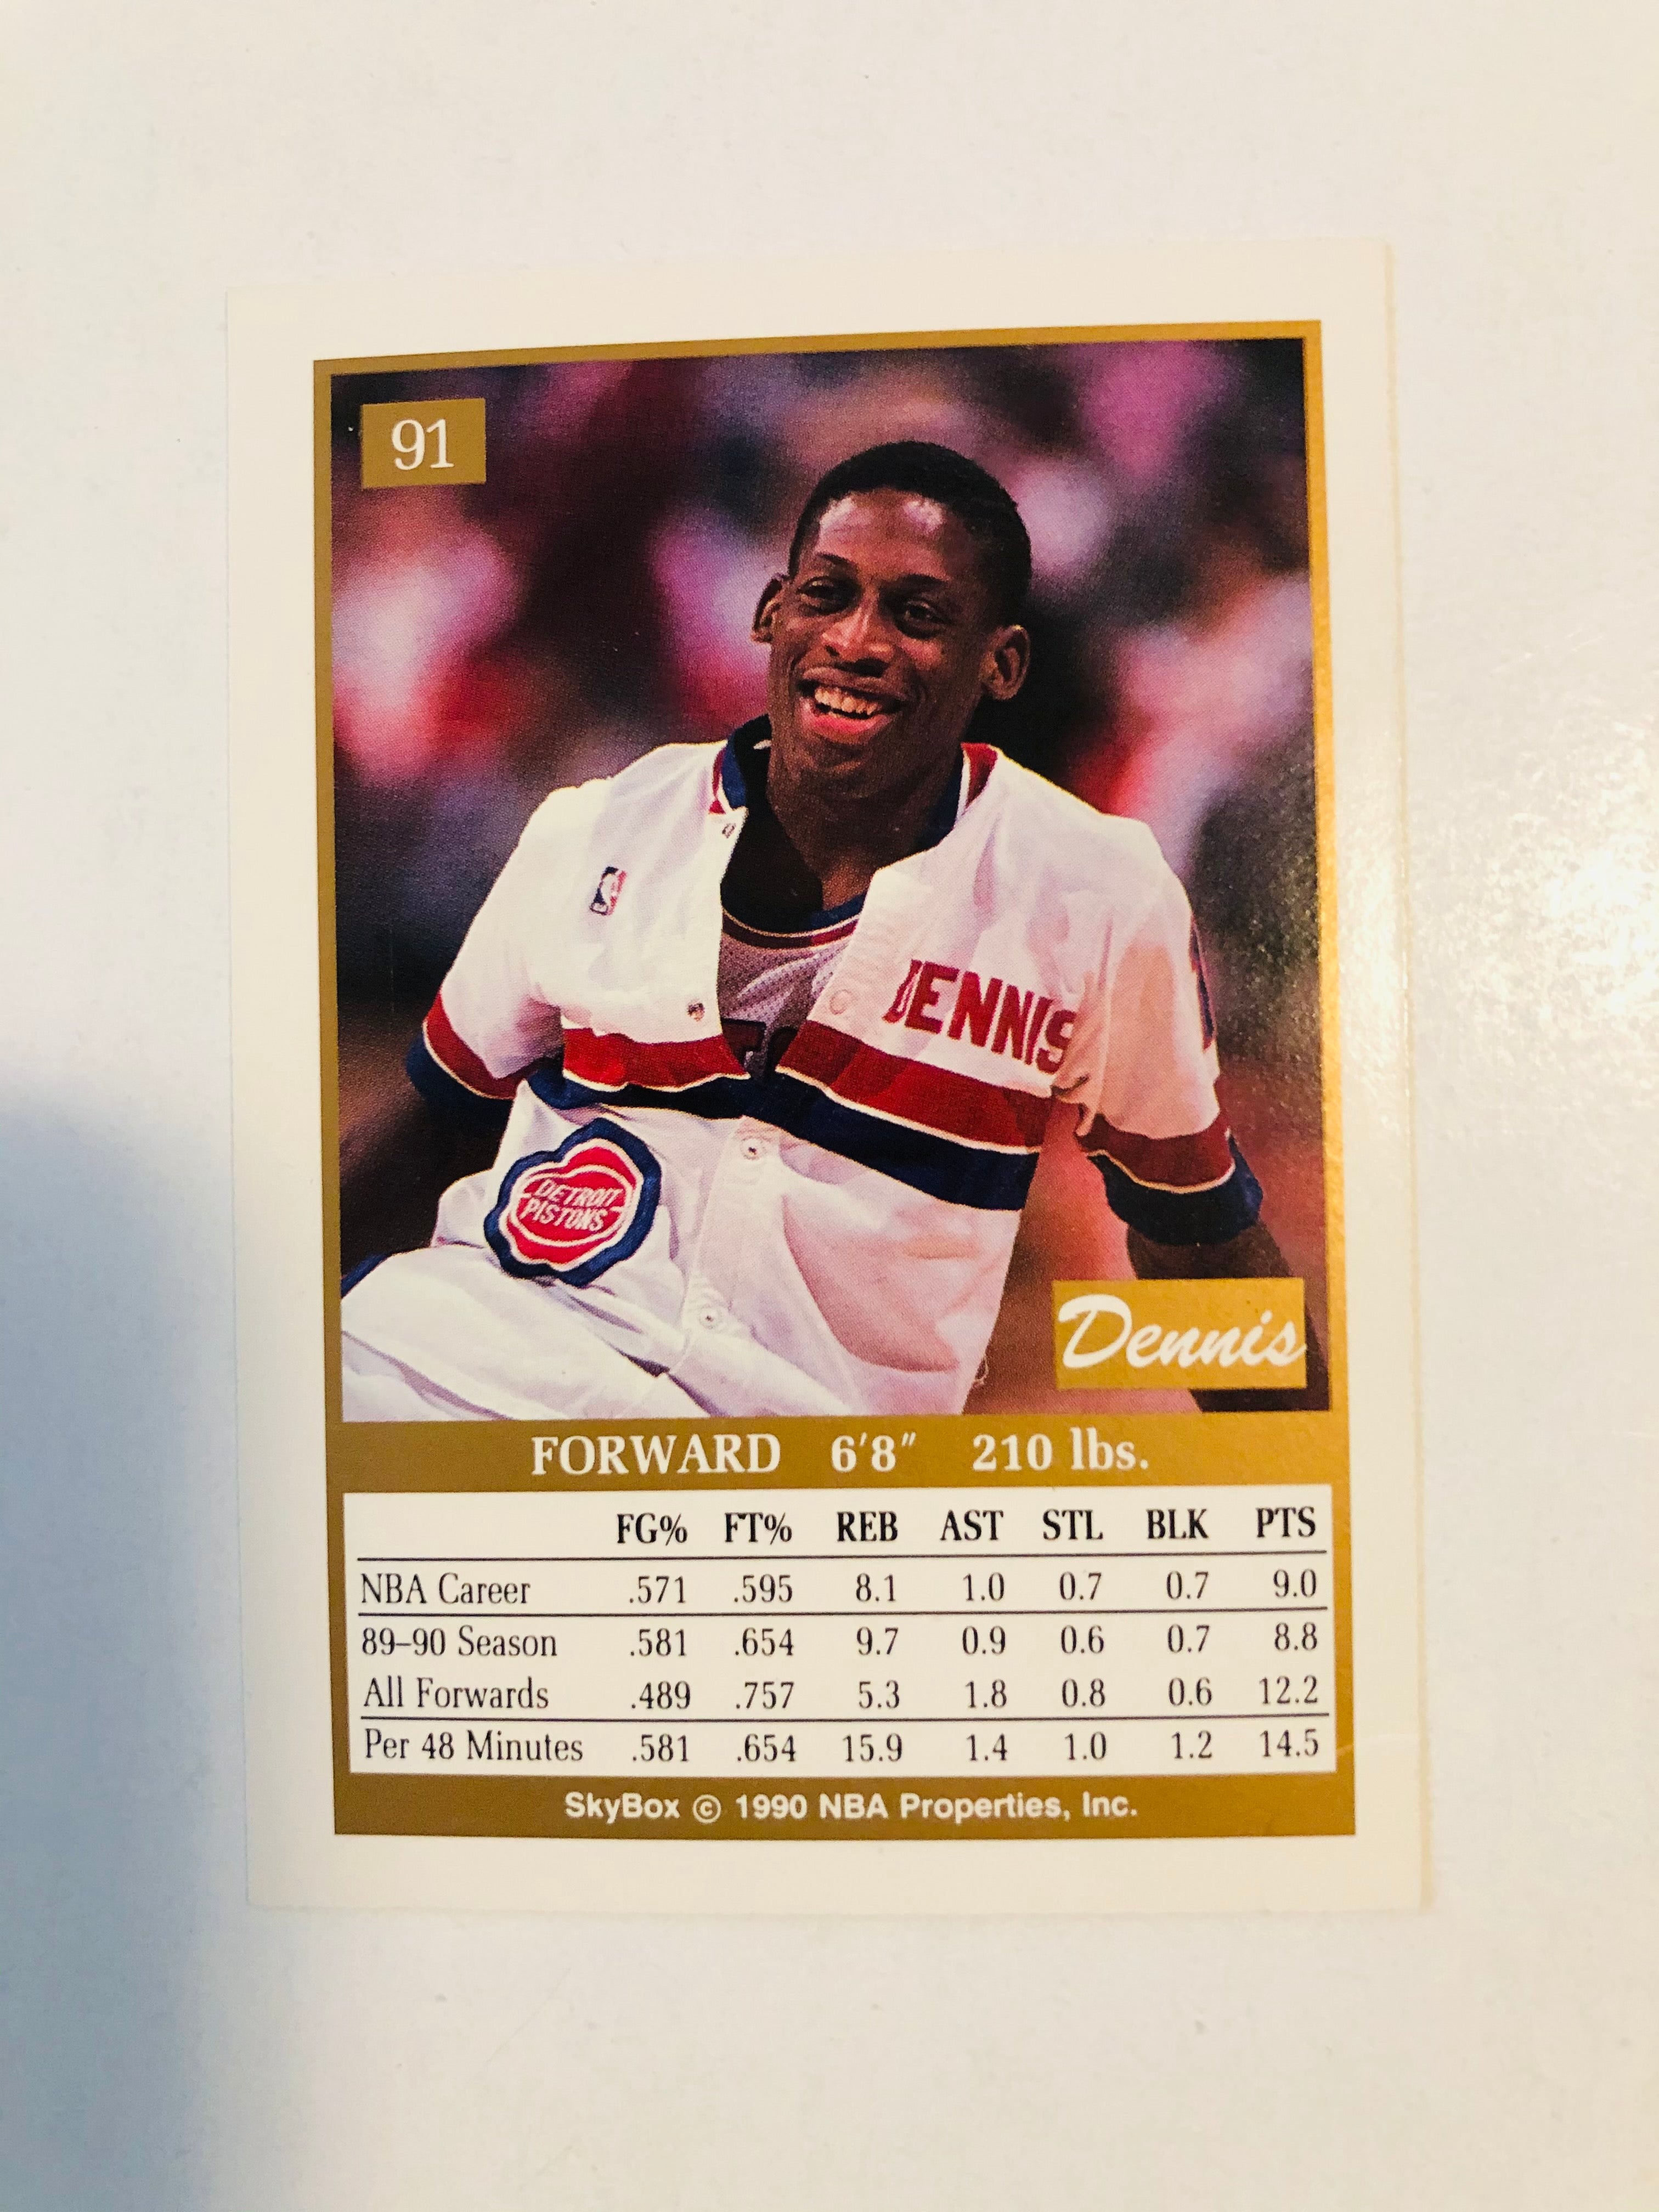 91
DENNIS
DETROIT
PISTONS
Dennis
FORWARD 6'8" 210 lbs.
FG% FT% REB AST STL BLK PTS
NBA Career .571 .595 8.1 1.0 0.7 0.7 9.0
89–90 Season .581 .654 9.7 0.9 0.6 0.7 8.8
All Forwards .489 .757 5.3 1.8 0.8 0.6 12.2
Per 48 Minutes .581 .654 15.9 1.4 1.0 1.2 14.5
SkyBox © 1990 NBA Properties, Inc.